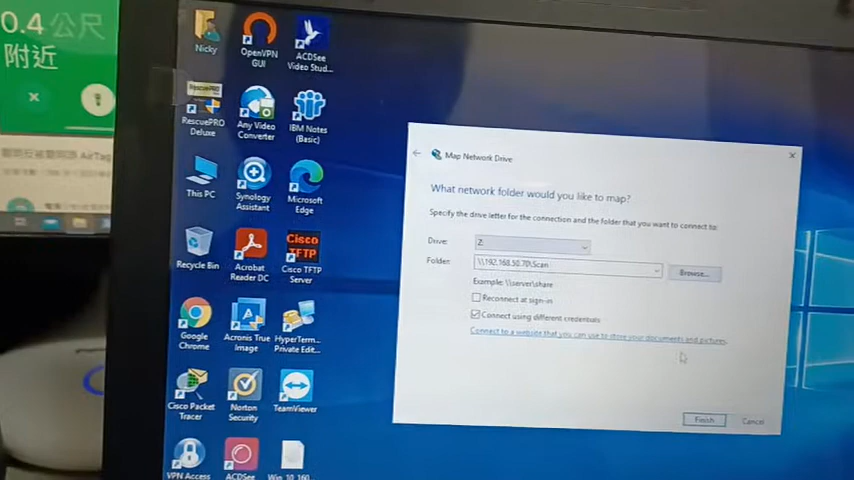 0.4 公尺
附近
Nicky
OpenVPN
GUI
ACDSee
Video Stud...
RescuePRO
RescuePRO
Deluxe
Any Video
Converter
IBM Notes
(Basic)
This PC
Synology
Assistant
Microsoft
Edge
Recycle Bin
Acrobat
Reader DC
Cisco
TFTP
Cisco TFTP
Server
Google
Chrome
Acronis True
Image
HyperTerm...
Private Edit...
Cisco Packet
Tracer
Norton
Security
TeamViewer
VPN Access
ACDSee
Win_10_160...
Map Network Drive
What network folder would you like to map?
Specify the drive letter for the connection and the folder that you want to connect to:
Drive:
Z:
Folder:
\\192.168.50.70\Scan
Browse...
Example: \\server\share
Reconnect at sign-in
Connect using different credentials
Connect to a website that you can use to store your documents and pictures.
Finish
Cancel